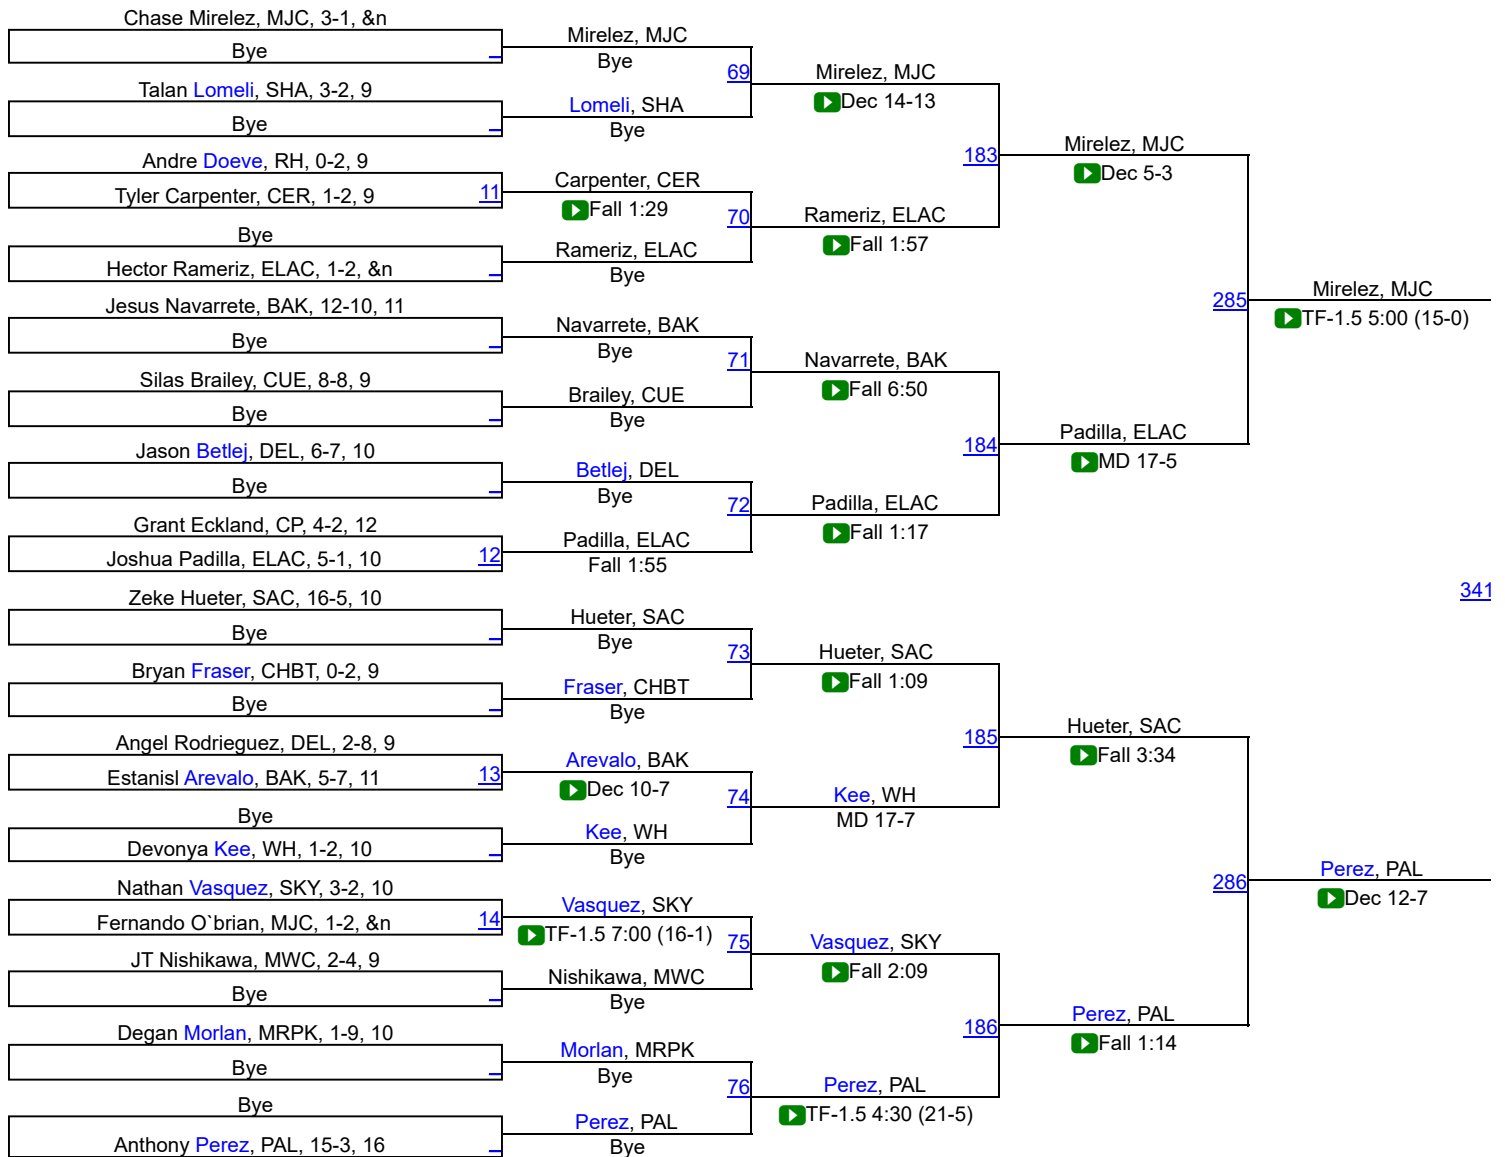 Chase Mirelez, MJC, 3-1, &n
Bye
Talan Lomeli, SHA, 3-2, 9
Bye
Andre Doeve, RH, 0-2, 9
Tyler Carpenter, CER, 1-2, 9
11
Bye
Hector Rameriz, ELAC, 1-2, &n
Jesus Navarrete, BAK, 12-10, 11
Bye
Silas Brailey, CUE, 8-8, 9
Bye
Jason Betlej, DEL, 6-7, 10
Bye
Grant Eckland, CP, 4-2, 12
Joshua Padilla, ELAC, 5-1, 10
12
Zeke Hueter, SAC, 16-5, 10
Bye
Bryan Fraser, CHBT, 0-2, 9
Bye
Angel Rodrieguez, DEL, 2-8, 9
Estanisl Arevalo, BAK, 5-7, 11
13
Bye
Devonya Kee, WH, 1-2, 10
Nathan Vasquez, SKY, 3-2, 10
Fernando O`brian, MJC, 1-2, &n
14
JT Nishikawa, MWC, 2-4, 9
Bye
Degan Morlan, MRPK, 1-9, 10
Bye
Bye
Anthony Perez, PAL, 15-3, 16
Mirelez, MJC
Bye
69
Lomeli, SHA
Bye
Carpenter, CER
Fall 1:29
70
Rameriz, ELAC
Bye
Navarrete, BAK
Bye
71
Brailey, CUE
Bye
Betlej, DEL
Bye
72
Padilla, ELAC
Fall 1:55
Hueter, SAC
Bye
73
Fraser, CHBT
Bye
Arevalo, BAK
Dec 10-7
74
Kee, WH
Bye
Vasquez, SKY
TF-1.5 7:00 (16-1)
75
Nishikawa, MWC
Bye
Morlan, MRPK
Bye
76
Perez, PAL
Bye
Mirelez, MJC
Dec 14-13
183
Rameriz, ELAC
Fall 1:57
Navarrete, BAK
Fall 6:50
184
Padilla, ELAC
Fall 1:17
Hueter, SAC
Fall 1:09
185
Kee, WH
MD 17-7
Vasquez, SKY
Fall 2:09
186
Perez, PAL
TF-1.5 4:30 (21-5)
Mirelez, MJC
Dec 5-3
285
Padilla, ELAC
MD 17-5
Hueter, SAC
Fall 3:34
286
Perez, PAL
Fall 1:14
Mirelez, MJC
TF-1.5 5:00 (15-0)
341
Perez, PAL
Dec 12-7